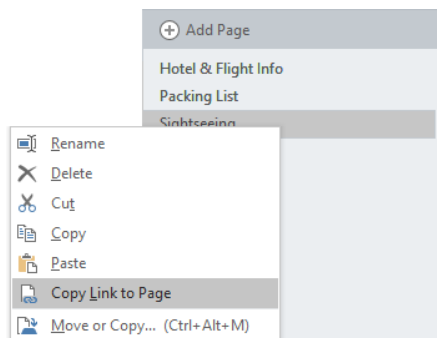 Add Page
Hotel & Flight Info
Packing List
Sightseeing
Rename
Delete
Cut
Copy
Paste
Copy Link to Page
Move or Copy... (Ctrl+Alt+M)